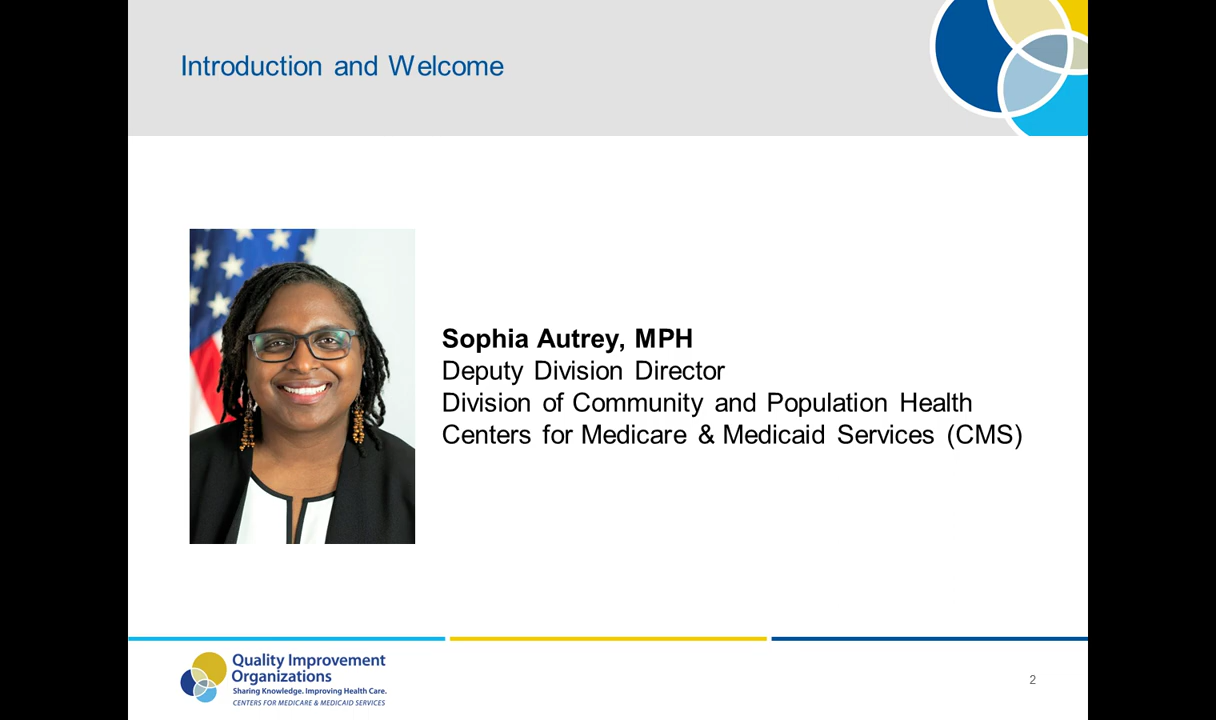 Introduction and Welcome
Sophia Autrey, MPH
Deputy Division Director
Division of Community and Population Health
Centers for Medicare & Medicaid Services (CMS)
Quality Improvement
Organizations
Sharing Knowledge. Improving Health Care.
CENTERS FOR MEDICARE & MEDICAID SERVICES
2